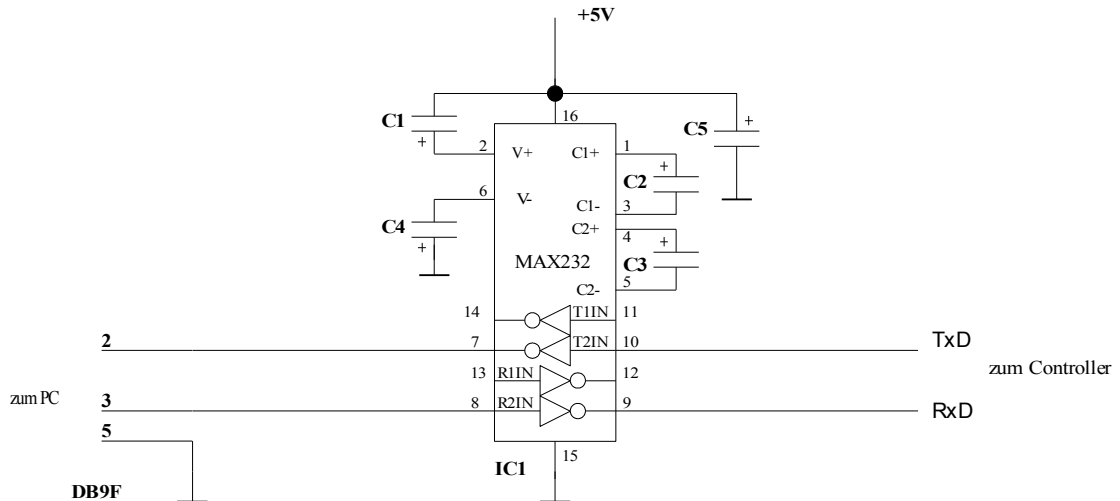 +5V
C1
+
2
V+
16
C1+
1
+
C2
C5
+
6
V-
C1-
3
C4
+
C2+
4
+
C3
MAX232
C2-
5
14
T1IN
11
2
7
T2IN
10
TxD
13
R1IN
12
zum Controller
zum PC
3
8
R2IN
9
RxD
5
IC1
15
DB9F